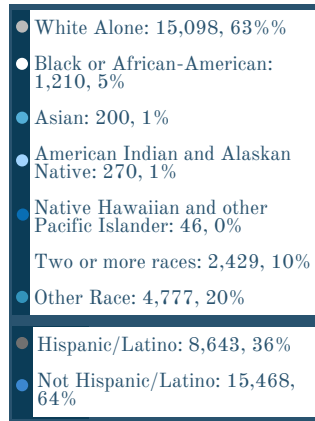 White Alone: 15,098, 63%%
Black or African-American:
1,210, 5%
Asian: 200, 1%
American Indian and Alaskan
Native: 270, 1%
Native Hawaiian and other
Pacific Islander: 46, 0%
Two or more races: 2,429, 10%
Other Race: 4,777, 20%
Hispanic/Latino: 8,643, 36%
Not Hispanic/Latino: 15,468,
64%